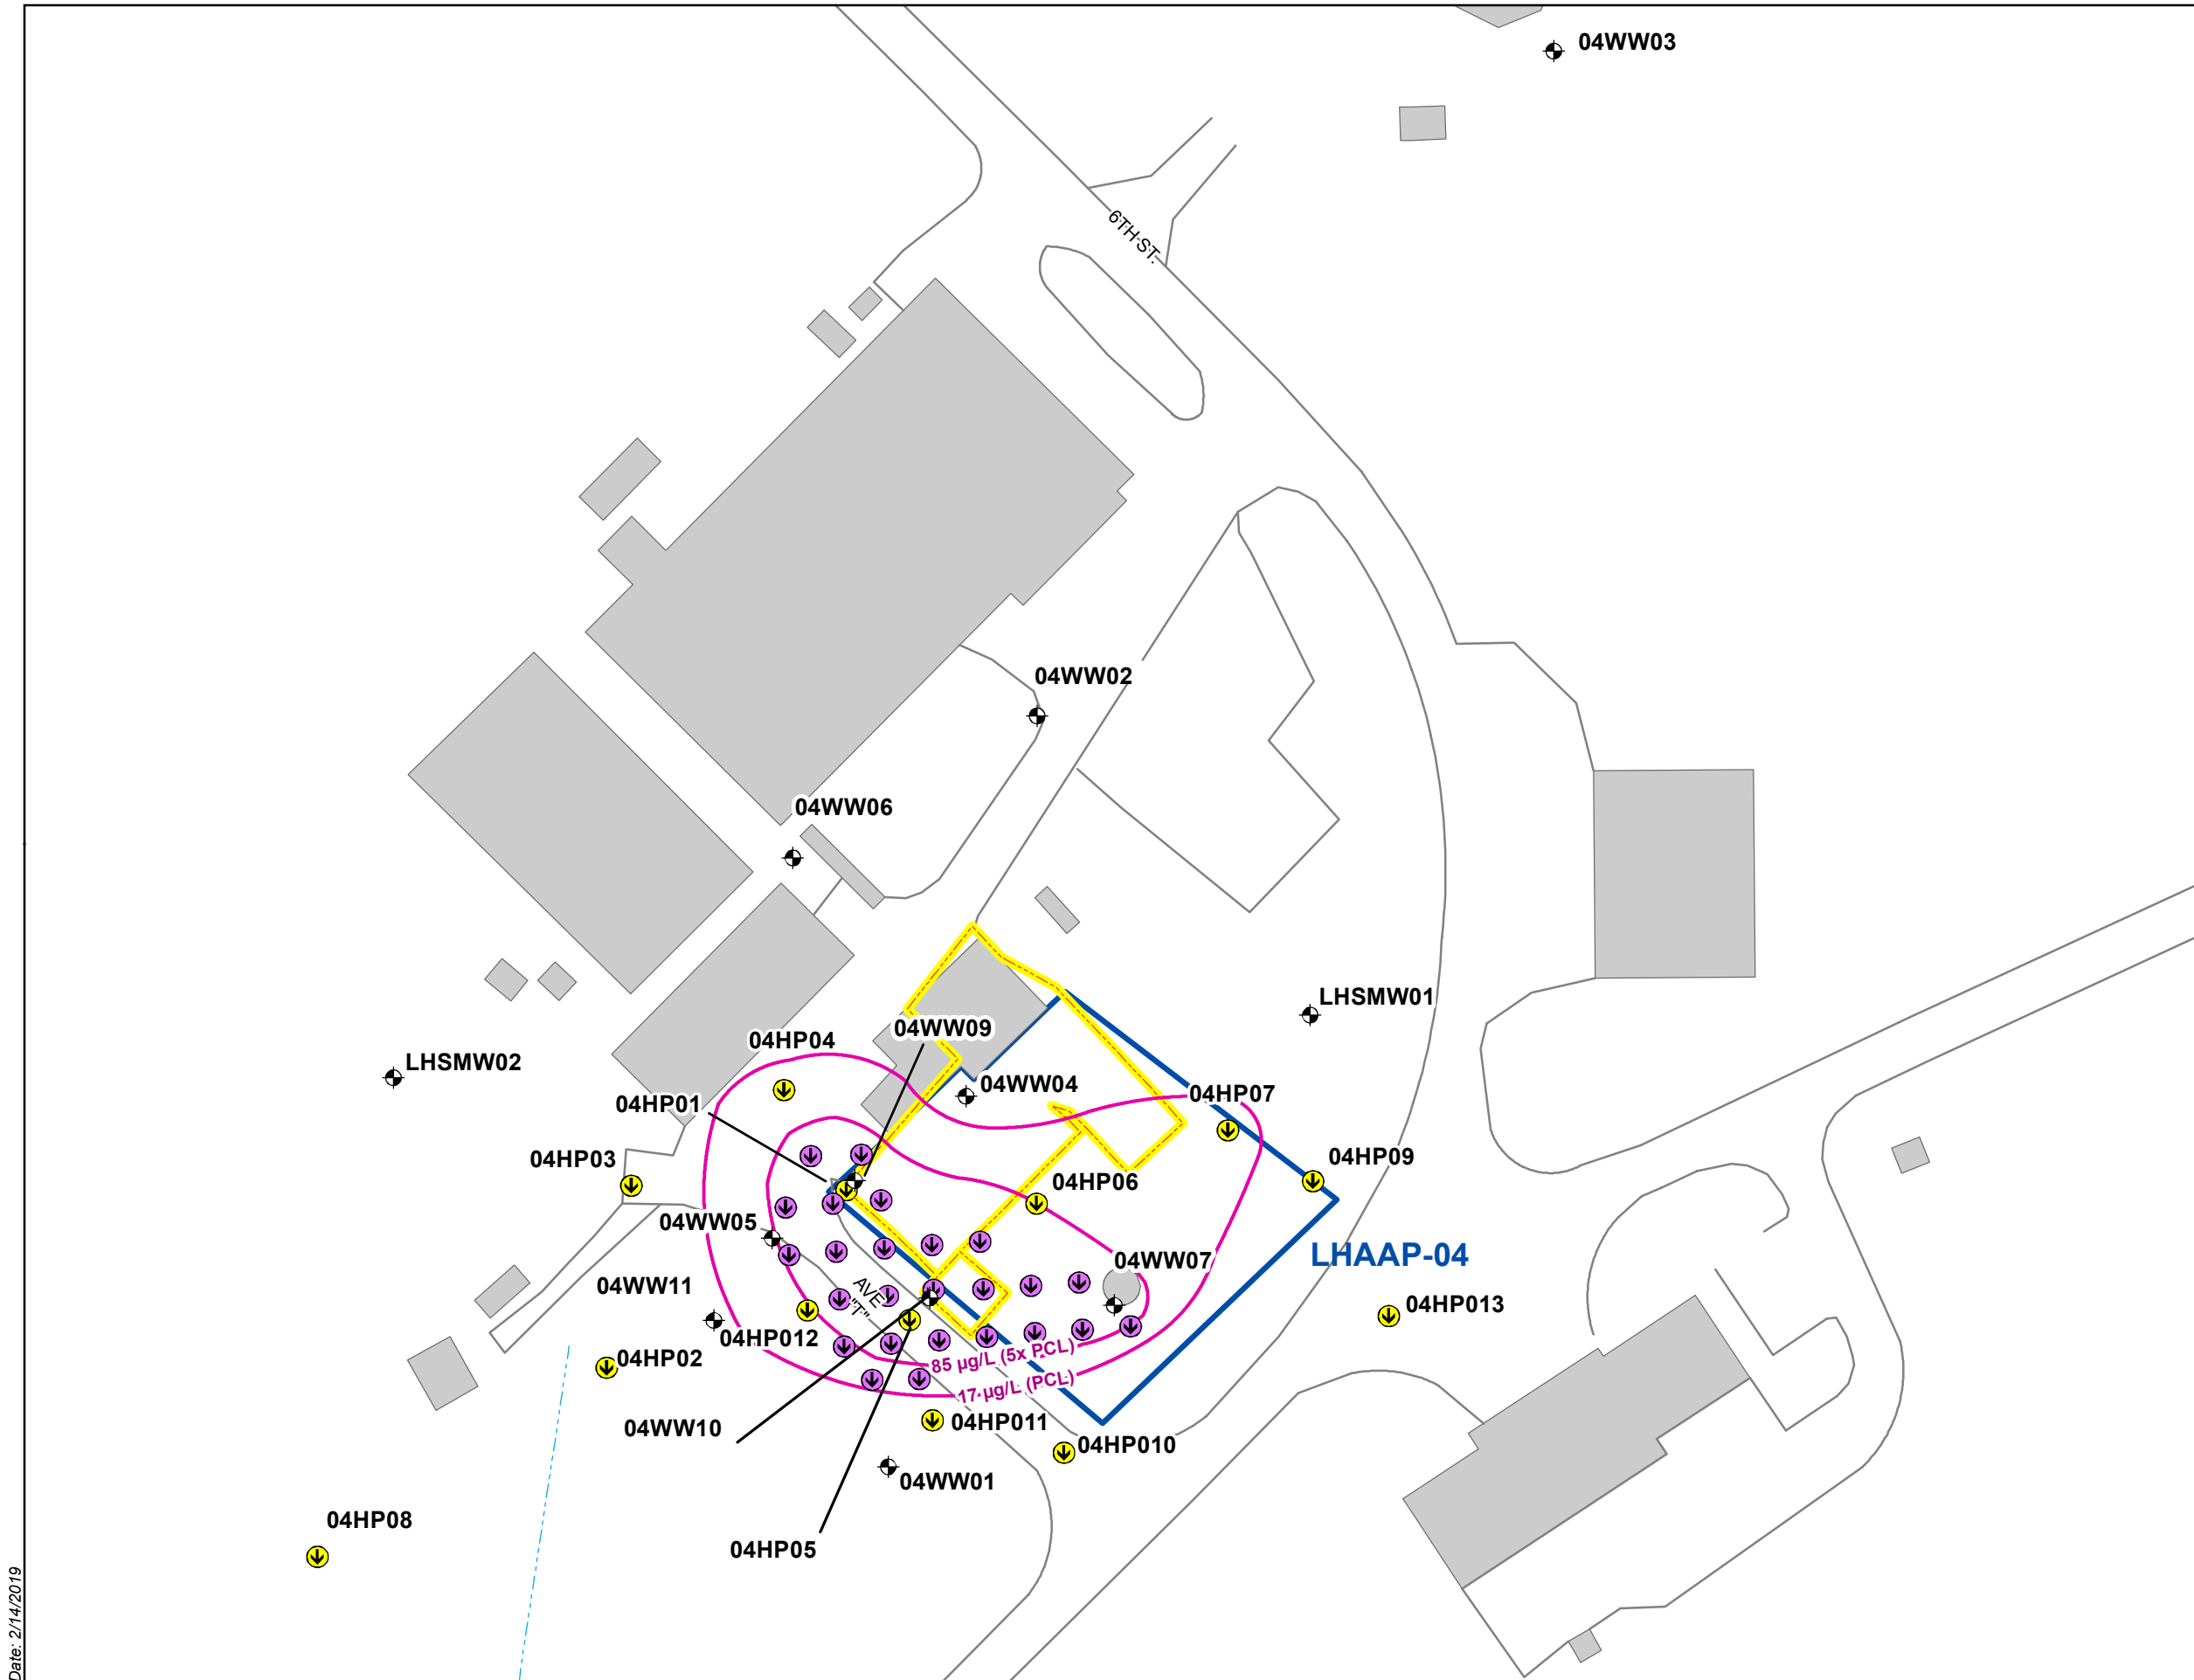 04WW03
6TH ST.
04WW02
04WW06
LHSMW01
04WW09
04HP04
LHSMW02
04WW04
04HP07
04HP01
04HP03
04HP09
04HP06
04WW05
04WW07
LHAAP-04
04WW11
AVE
"T"
04HP013
04HP012
04HP02
85 µg/L (5x PCL)
17 µg/L (PCL)
04WW10
04HP011
04HP010
04WW01
04HP08
04HP05
Date: 2/14/2019